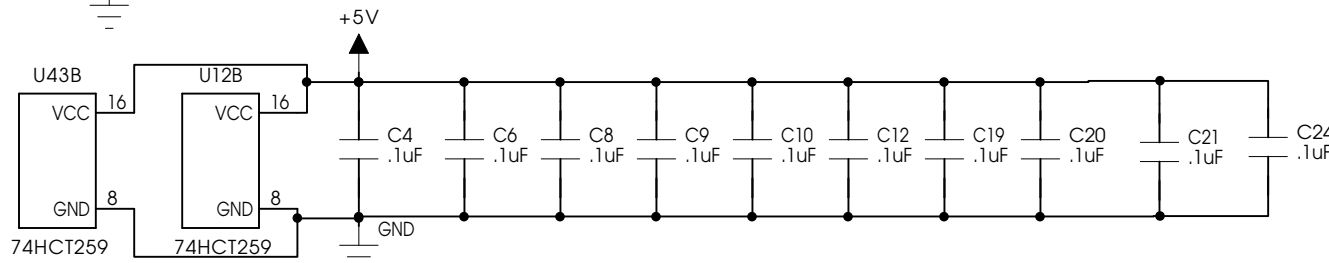 +5V
U43B
U12B
VCC 16
VCC 16
C4
.1uF
C6
.1uF
C8
.1uF
C9
.1uF
C10
.1uF
C12
.1uF
C19
.1uF
C20
.1uF
C21
.1uF
C24
.1uF
GND 8
GND 8
GND
74HCT259
74HCT259